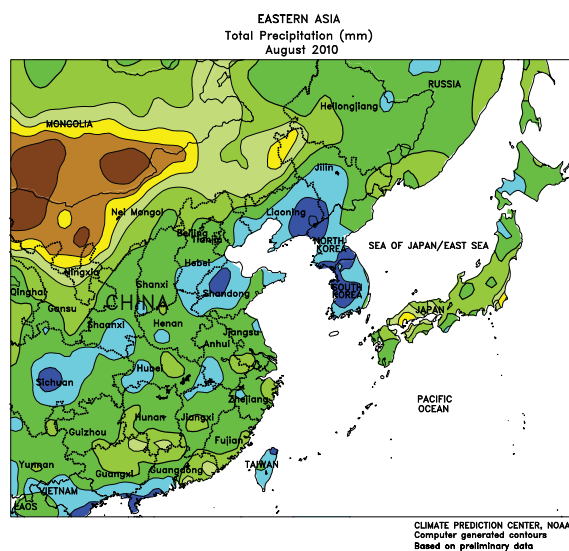 EASTERN ASIA
Total Precipitation (mm)
August 2010
RUSSIA
Heilongjiang
MONGOLIA
Jilin
Nei Mongol
Liaoning
Beijing
Tianjin
NORTH
KOREA
SEA OF JAPAN/EAST SEA
Hebei
Ningxia
Shanxi
Qinghai
Shandong
SOUTH
KOREA
CHINA
Gansu
JAPAN
Shaanxi
Henan
Jiangsu
Anhui
Hubei
Sichuan
Zhejiang
PACIFIC
OCEAN
Hunan
Jiangxi
Guizhou
Fujian
Yunnan
Guangxi
Guangdong
TAIWAN
VIETNAM
LAOS
CLIMATE PREDICTION CENTER, NOAA
Computer generated contours
Based on preliminary data